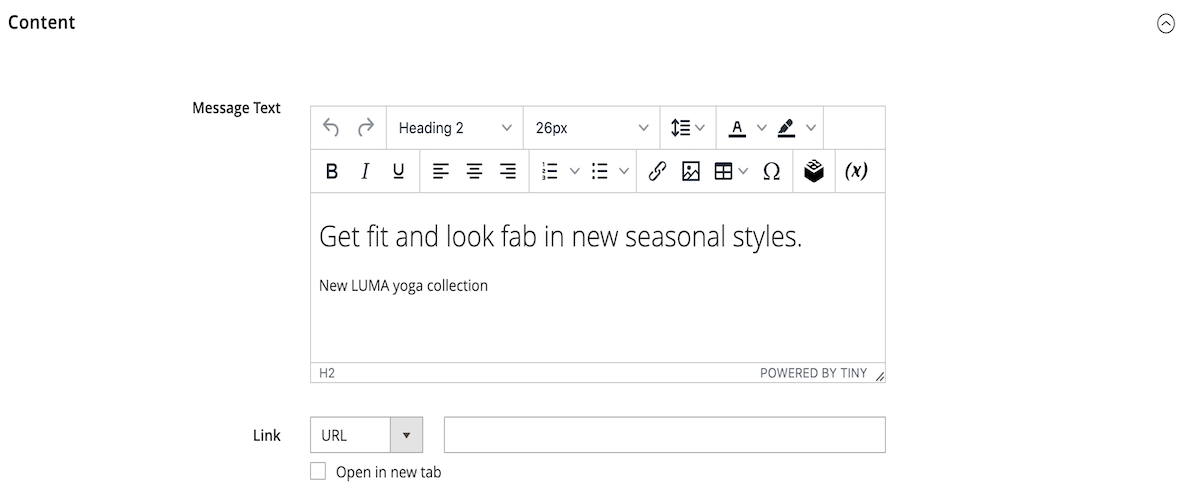 Content
Message Text
Heading 2 26px A
B I U Ω (x)
Get fit and look fab in new seasonal styles.
New LUMA yoga collection
H2 POWERED BY TINY
Link URL
Open in new tab